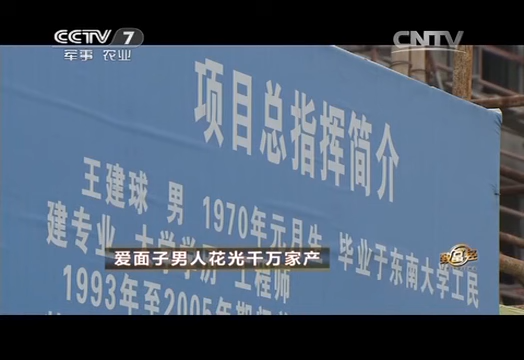 CCTV 7
军事 农业
CNTV
项目总指挥简介
王建球 男 1970年元月生 毕业于东南大学工民
建专业 大学学历 工程师
爱面子男人花光千万家产
致富经
1993年至2005年